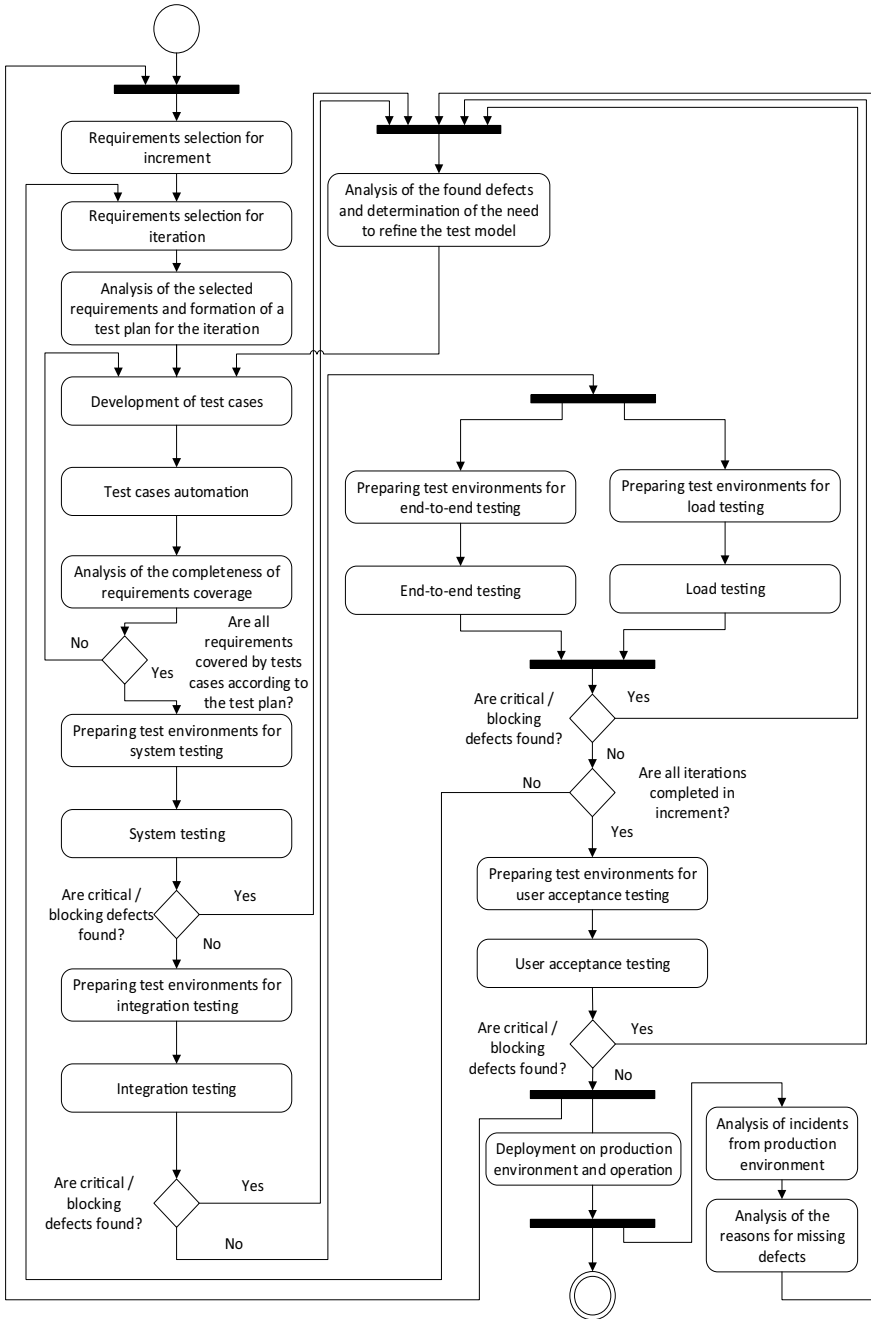 Requirements selection for
increment
Requirements selection for
iteration
Analysis of the selected
requirements and formation of a
test plan for the iteration
Development of test cases
Test cases automation
Analysis of the completeness of
requirements coverage
Are all
requirements
covered by tests
cases according to
the test plan?
No
Yes
Preparing test environments for
system testing
System testing
Are critical /
blocking defects
found?
Yes
No
Preparing test environments for
integration testing
Integration testing
Are critical /
blocking
defects found?
Yes
No
Analysis of the found defects
and determination of the need
to refine the test model
Preparing test environments for
end-to-end testing
Preparing test environments for
load testing
End-to-end testing
Load testing
Are critical /
blocking
defects found?
Yes
No
Are all iterations
completed in
increment?
No
Yes
Preparing test environments for
user acceptance testing
User acceptance testing
Are critical /
blocking
defects found?
Yes
No
Deployment on production
environment and operation
Analysis of incidents
from production
environment
Analysis of the
reasons for missing
defects